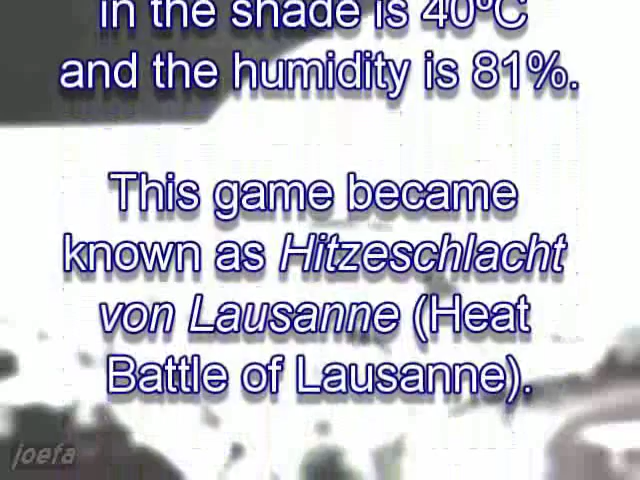 in the shade is 40ºC
and the humidity is 81%.
This game became
known as Hitzeschlacht
von Lausanne (Heat
Battle of Lausanne).
joefa